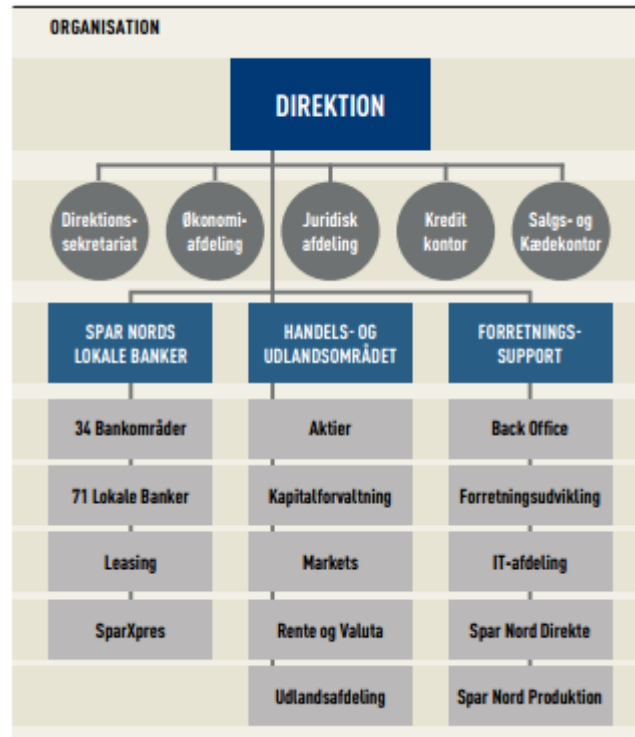 ORGANISATION
DIREKTION
Direktions-
sekretariat
Økonomi-
afdeling
Juridisk
afdeling
Kredit
kontor
Salgs- og
Kædekontor
SPAR NORDS
LOKALE BANKER
34 Bankområder
71 Lokale Banker
Leasing
SparXpres
HANDELS- OG
UDLANDSOMRÅDET
Aktier
Kapitalforvaltning
Markets
Rente og Valuta
Udlandsafdeling
FORRETNINGS-
SUPPORT
Back Office
Forretningsudvikling
IT-afdeling
Spar Nord Direkte
Spar Nord Produktion